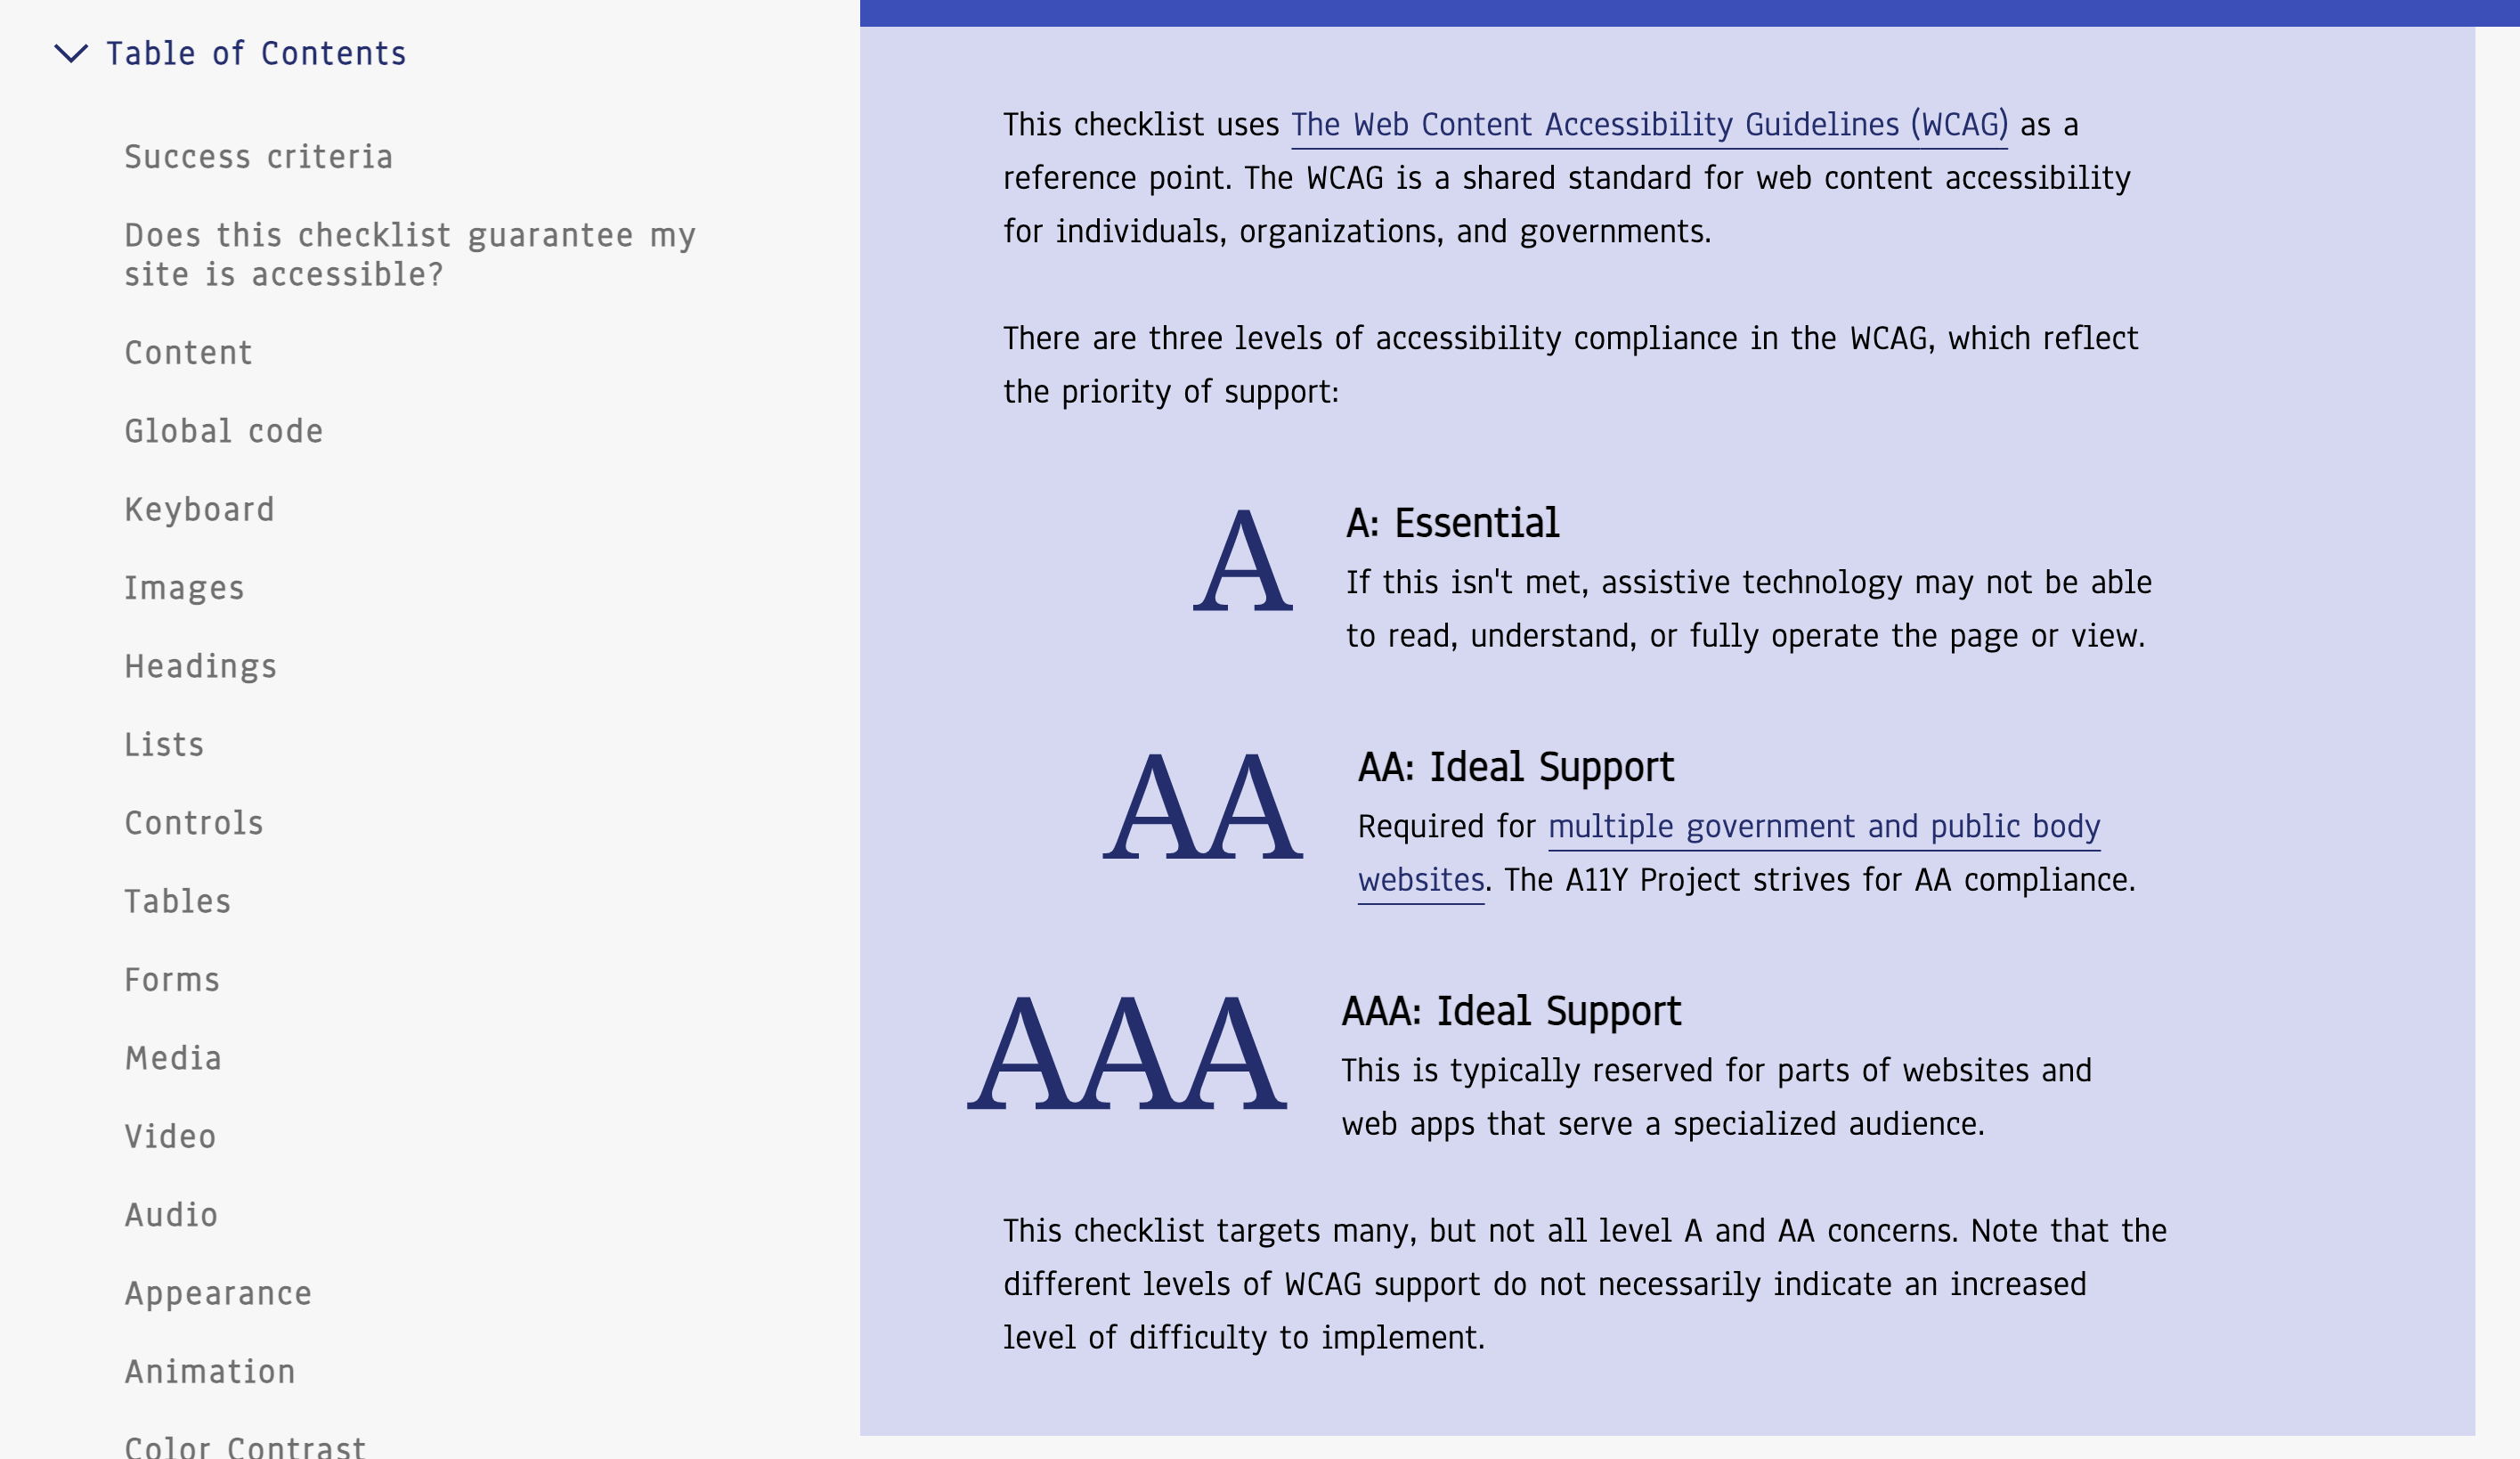 Table of Contents
Success criteria
Does this checklist guarantee my
site is accessible?
Content
Global code
Keyboard
Images
Headings
Lists
Controls
Tables
Forms
Media
Video
Audio
Appearance
Animation
Color Contrast
This checklist uses The Web Content Accessibility Guidelines (WCAG) as a
reference point. The WCAG is a shared standard for web content accessibility
for individuals, organizations, and governments.
There are three levels of accessibility compliance in the WCAG, which reflect
the priority of support:
A
A: Essential
If this isn't met, assistive technology may not be able
to read, understand, or fully operate the page or view.
AA
AA: Ideal Support
Required for multiple government and public body
websites. The A11Y Project strives for AA compliance.
AAA
AAA: Ideal Support
This is typically reserved for parts of websites and
web apps that serve a specialized audience.
This checklist targets many, but not all level A and AA concerns. Note that the
different levels of WCAG support do not necessarily indicate an increased
level of difficulty to implement.